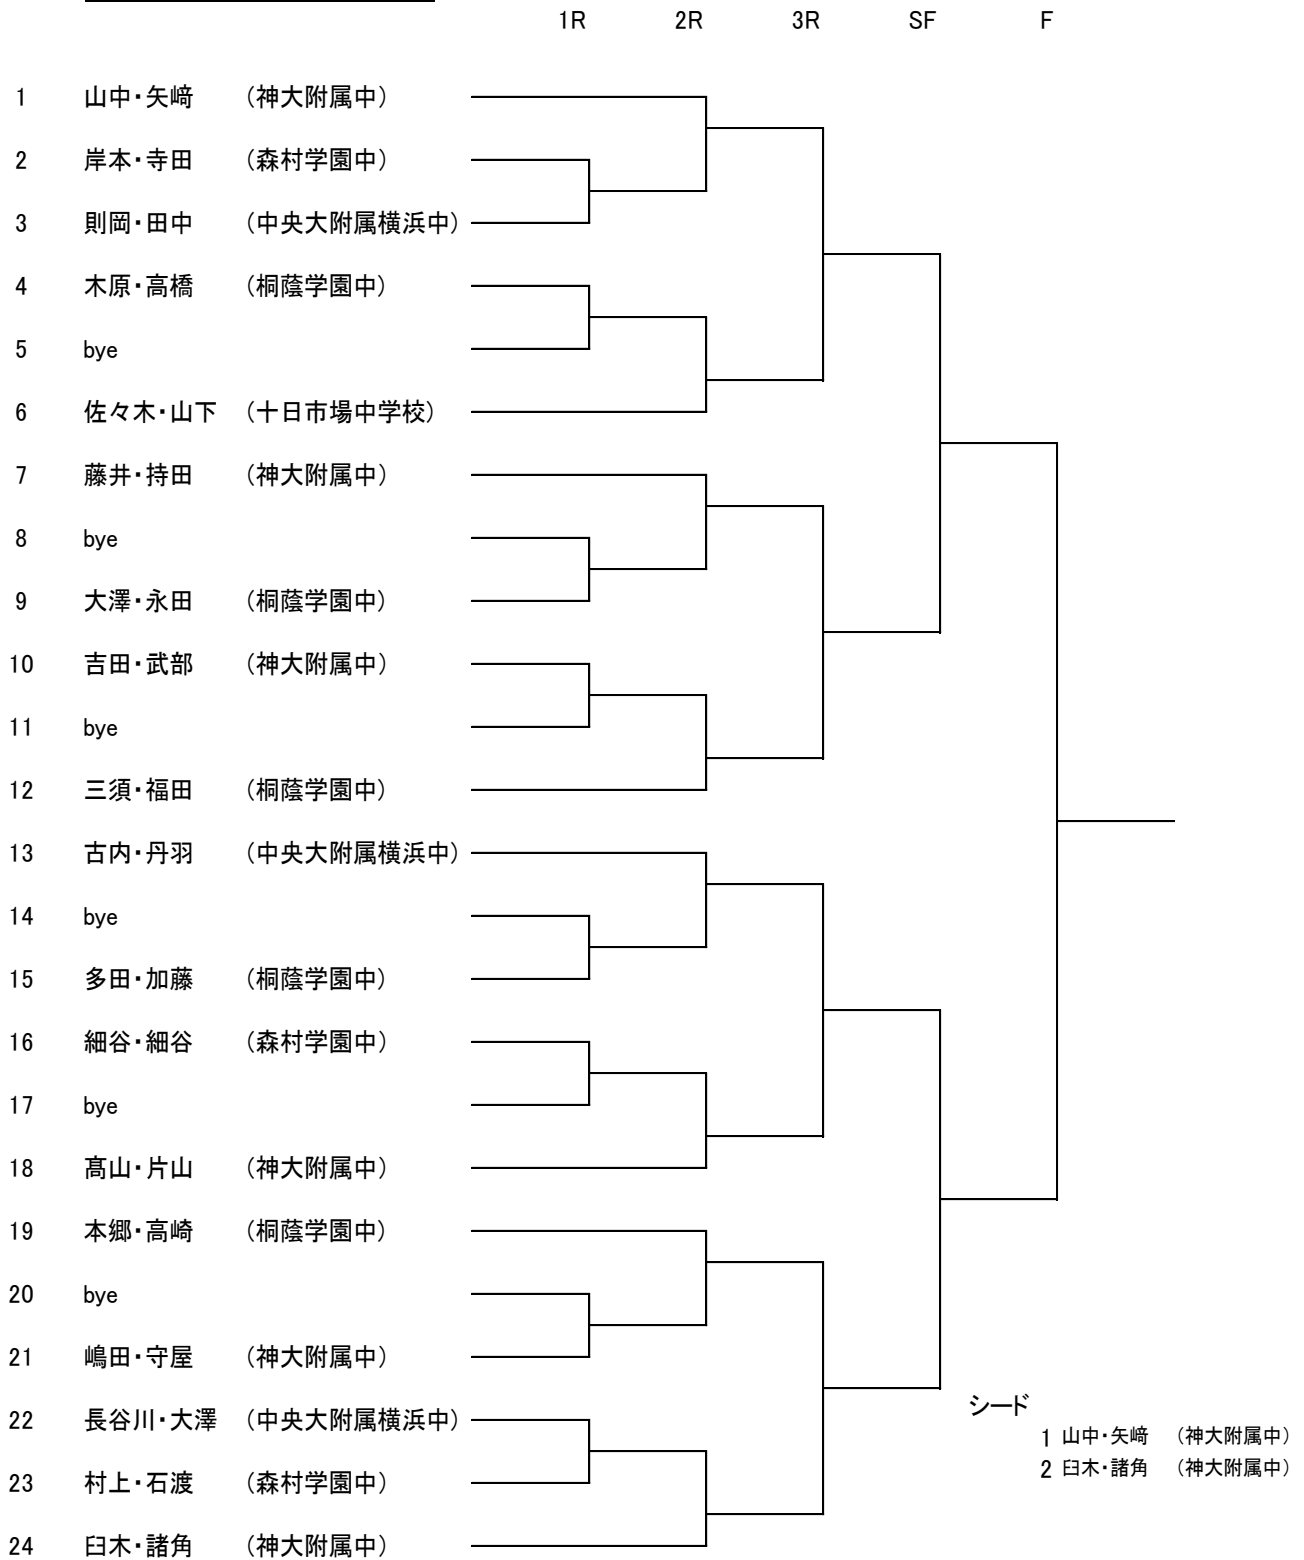 1R 2R 3R SF F
1 山中・矢﨑 (神大附属中)
2 岸本・寺田 (森村学園中)
3 則岡・田中 (中央大附属横浜中)
4 木原・高橋 (桐蔭学園中)
5 bye
6 佐々木・山下 (十日市場中学校)
7 藤井・持田 (神大附属中)
8 bye
9 大澤・永田 (桐蔭学園中)
10 吉田・武部 (神大附属中)
11 bye
12 三須・福田 (桐蔭学園中)
13 古内・丹羽 (中央大附属横浜中)
14 bye
15 多田・加藤 (桐蔭学園中)
16 細谷・細谷 (森村学園中)
17 bye
18 髙山・片山 (神大附属中)
19 本郷・高崎 (桐蔭学園中)
20 bye
21 嶋田・守屋 (神大附属中)
22 長谷川・大澤 (中央大附属横浜中)
23 村上・石渡 (森村学園中)
24 臼木・諸角 (神大附属中)
シード
1 山中・矢﨑 (神大附属中)
2 臼木・諸角 (神大附属中)